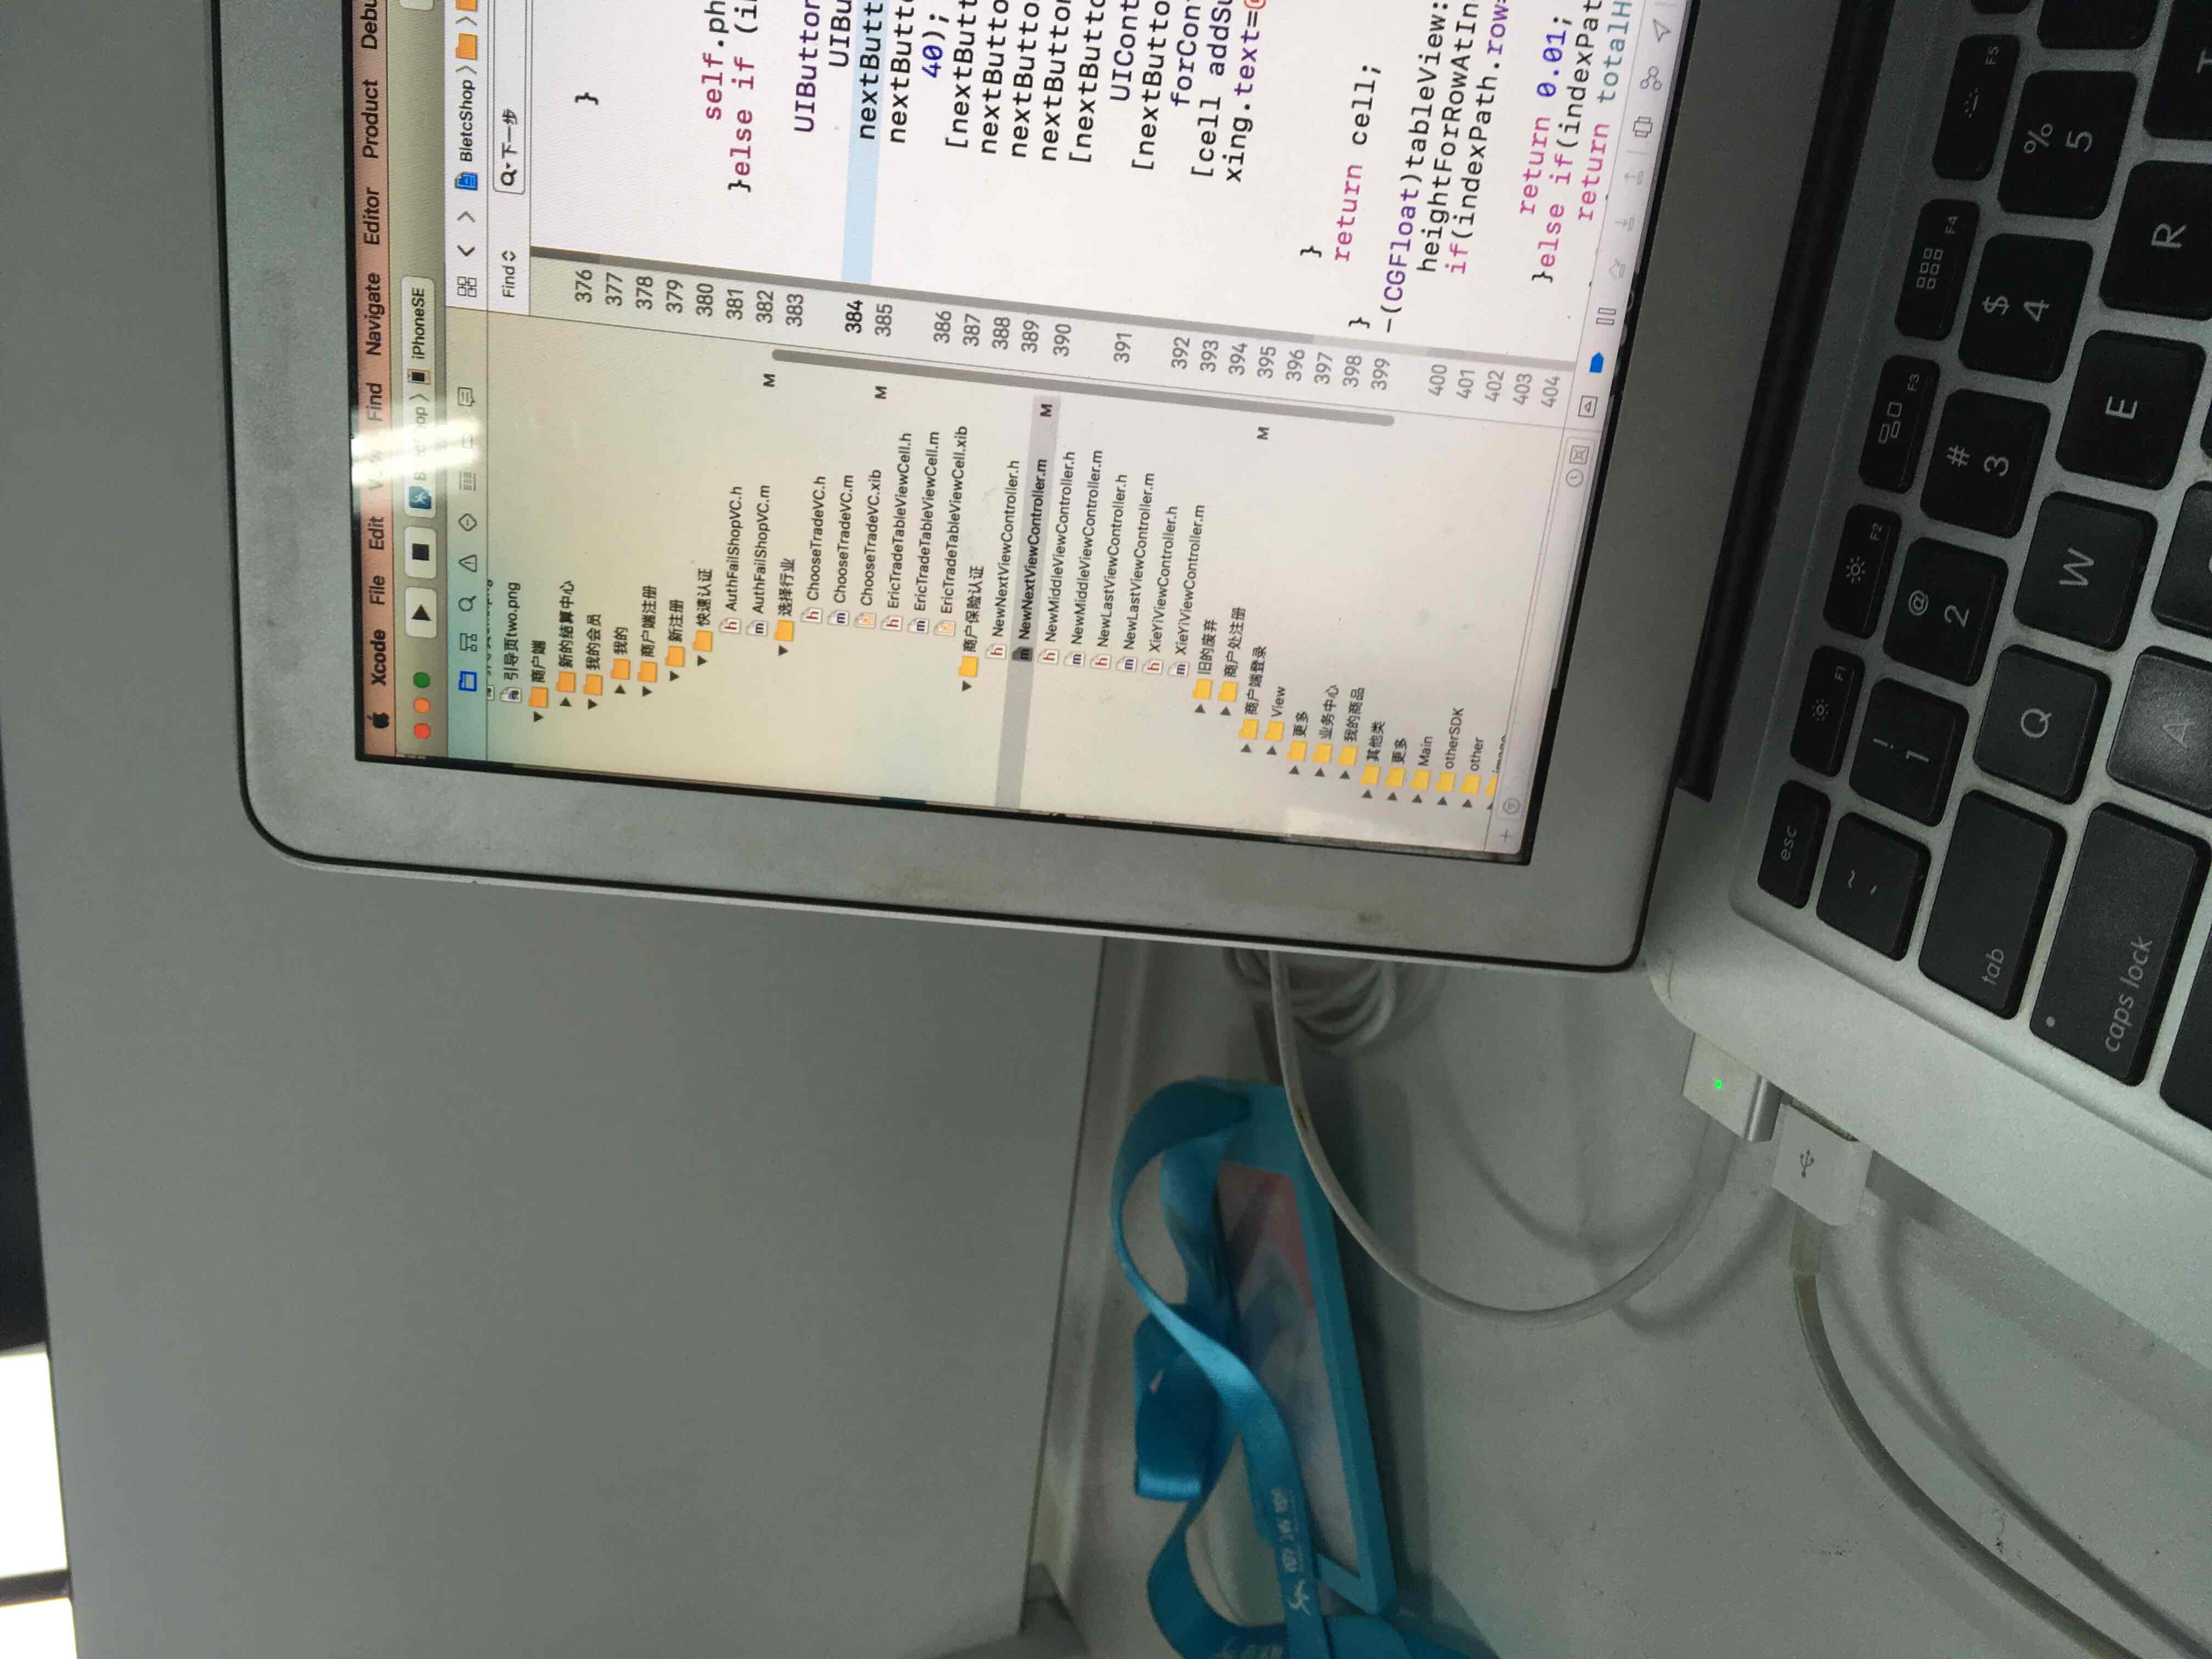 Xcode File Edit Find Navigate Editor Product Debu
iPhoneSE
BletcShop
Find
下一步
引导页two.png
商户端
新的结算中心
我的会员
我的
商户端注册
新注册
快速认证
AuthFailShopVC.h
AuthFailShopVC.m M
选择行业
ChooseTradeVC.h
ChooseTradeVC.m
ChooseTradeVC.xib M
EricTradeTableViewCell.h
EricTradeTableViewCell.m
EricTradeTableViewCell.xib
商户保险认证
NewNextViewController.h
NewNextViewController.m M
NewMiddleViewController.h
NewMiddleViewController.m
NewLastViewController.h
NewLastViewController.m
XieYiViewController.h
XieYiViewController.m
旧的废弃
商户处注册
商户端登录 M
View
更多
业务中心
我的商品
其他类
更多
Main
otherSDK
other
376
377
378
379
380
381
382
383
384
385
386
387
388
389
390
391
392
393
394
395
396
397
398
399
400
401
402
403
404
}
self.ph
}else if (i
UIButton
UIBu
nextButt
nextButto
40);
[nextButt
nextButto
nextButto
nextButton
[nextButto
UICont
[nextButto
forCon
[cell addSu
xing.text=@
}
return cell;
}
-(CGFloat)tableView:
heightForRowAtIn
if(indexPath.row=
return 0.01;
}else if(indexPat
return totalH
esc
F1
F2
F3
F4
F5
~
`
!
1
@
2
#
3
$
4
%
5
tab
Q
W
E
R
caps lock
A